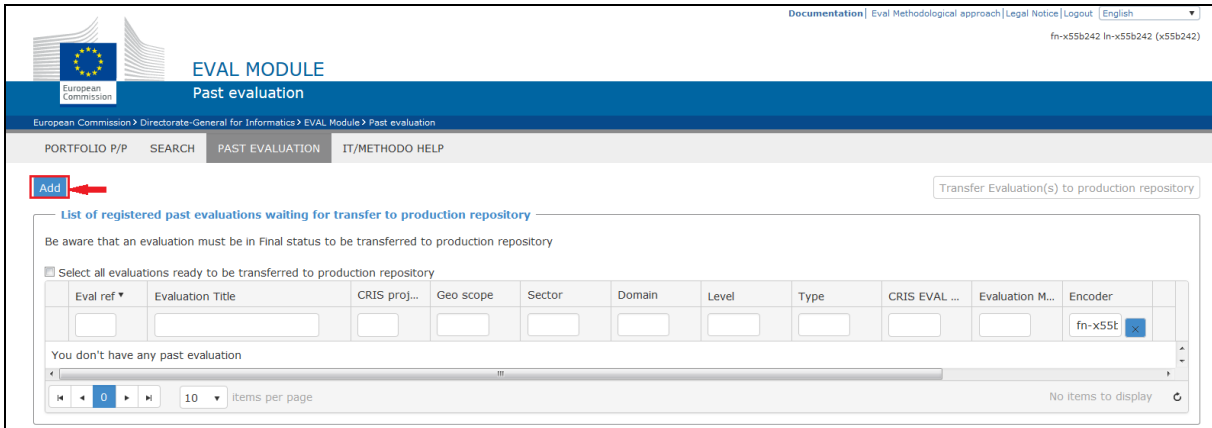 Documentation| Eval Methodological approach|Legal Notice|Logout English
fn-x55b242 ln-x55b242 (x55b242)
European
Commission
EVAL MODULE
Past evaluation
European Commission > Directorate-General for Informatics > EVAL Module > Past evaluation
PORTFOLIO P/P SEARCH PAST EVALUATION IT/METHODO HELP
Add
Transfer Evaluation(s) to production repository
List of registered past evaluations waiting for transfer to production repository
Be aware that an evaluation must be in Final status to be transferred to production repository
Select all evaluations ready to be transferred to production repository
Eval ref Evaluation Title CRIS proj... Geo scope Sector Domain Level Type CRIS EVAL ... Evaluation M... Encoder
fn-x55b
You don't have any past evaluation
0 10 items per page No items to display